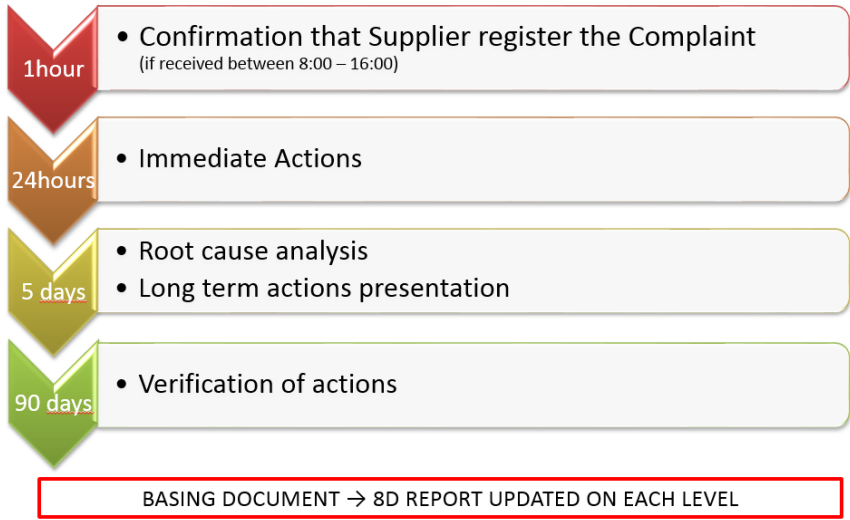 1hour
• Confirmation that Supplier register the Complaint
(if received between 8:00 – 16:00)
24hours
• Immediate Actions
5 days
• Root cause analysis
• Long term actions presentation
90 days
• Verification of actions
BASING DOCUMENT → 8D REPORT UPDATED ON EACH LEVEL